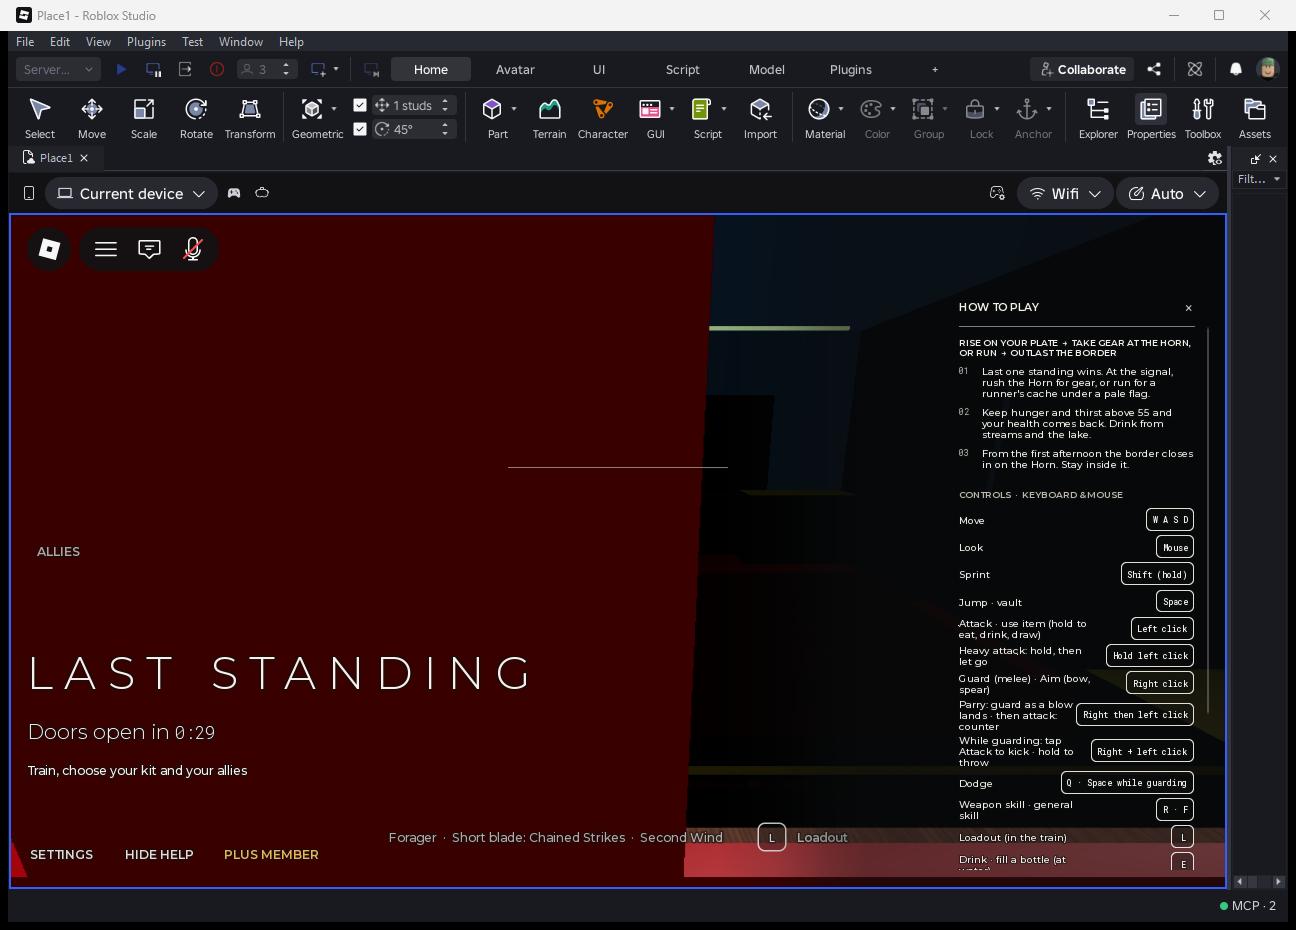 Place1 - Roblox Studio
File Edit View Plugins Test Window Help
Server... 3 Home Avatar UI Script Model Plugins + Collaborate
1 studs
45°
Select Move Scale Rotate Transform Geometric Part Terrain Character GUI Script Import Material Color Group Lock Anchor Explorer Properties Toolbox Assets
Place1
Filt...
Current device Wifi Auto
HOW TO PLAY ×
RISE ON YOUR PLATE → TAKE GEAR AT THE HORN,
OR RUN → OUTLAST THE BORDER
01 Last one standing wins. At the signal,
rush the Horn for gear, or run for a
runner's cache under a pale flag.
02 Keep hunger and thirst above 55 and
your health comes back. Drink from
streams and the lake.
03 From the first afternoon the border closes
in on the Horn. Stay inside it.
CONTROLS · KEYBOARD & MOUSE
Move W A S D
Look Mouse
Sprint Shift (hold)
Jump · vault Space
Attack · use item (hold to
eat, drink, draw) Left click
Heavy attack: hold, then
let go Hold left click
Guard (melee) · Aim (bow,
spear) Right click
Parry: guard as a blow
lands · then attack:
counter Right then left click
While guarding: tap
Attack to kick · hold to
throw Right + left click
Dodge Q · Space while guarding
Weapon skill · general
skill R · F
Loadout (in the train) L
Drink · fill a bottle (at
water) E
ALLIES
LAST STANDING
Doors open in 0:29
Train, choose your kit and your allies
Forager · Short blade: Chained Strikes · Second Wind L Loadout
SETTINGS HIDE HELP PLUS MEMBER
MCP · 2